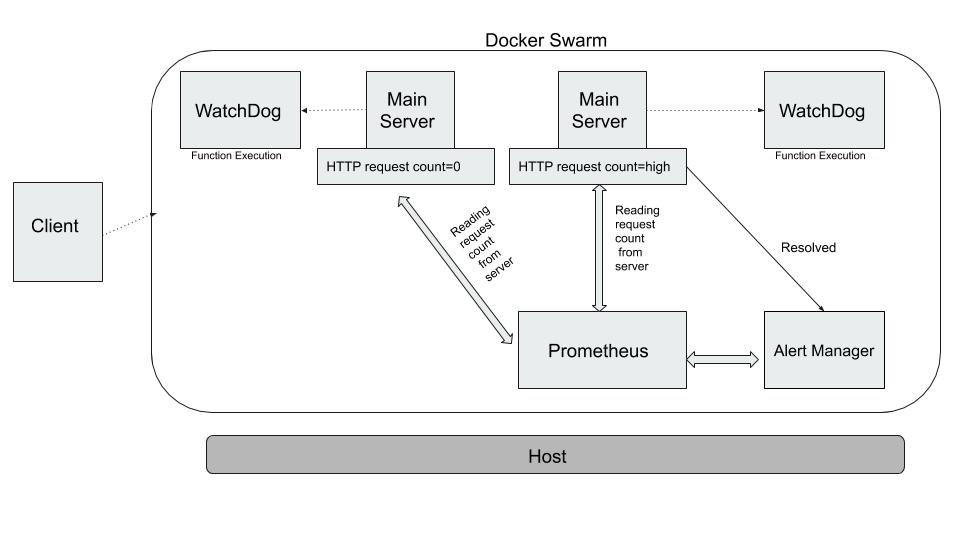 Docker Swarm
WatchDog
Function Execution
Main
Server
HTTP request count=0
Main
Server
HTTP request count=high
WatchDog
Function Execution
Client
Reading
request
count
from
server
Reading
request
count
from
server
Resolved
Prometheus
Alert Manager
Host